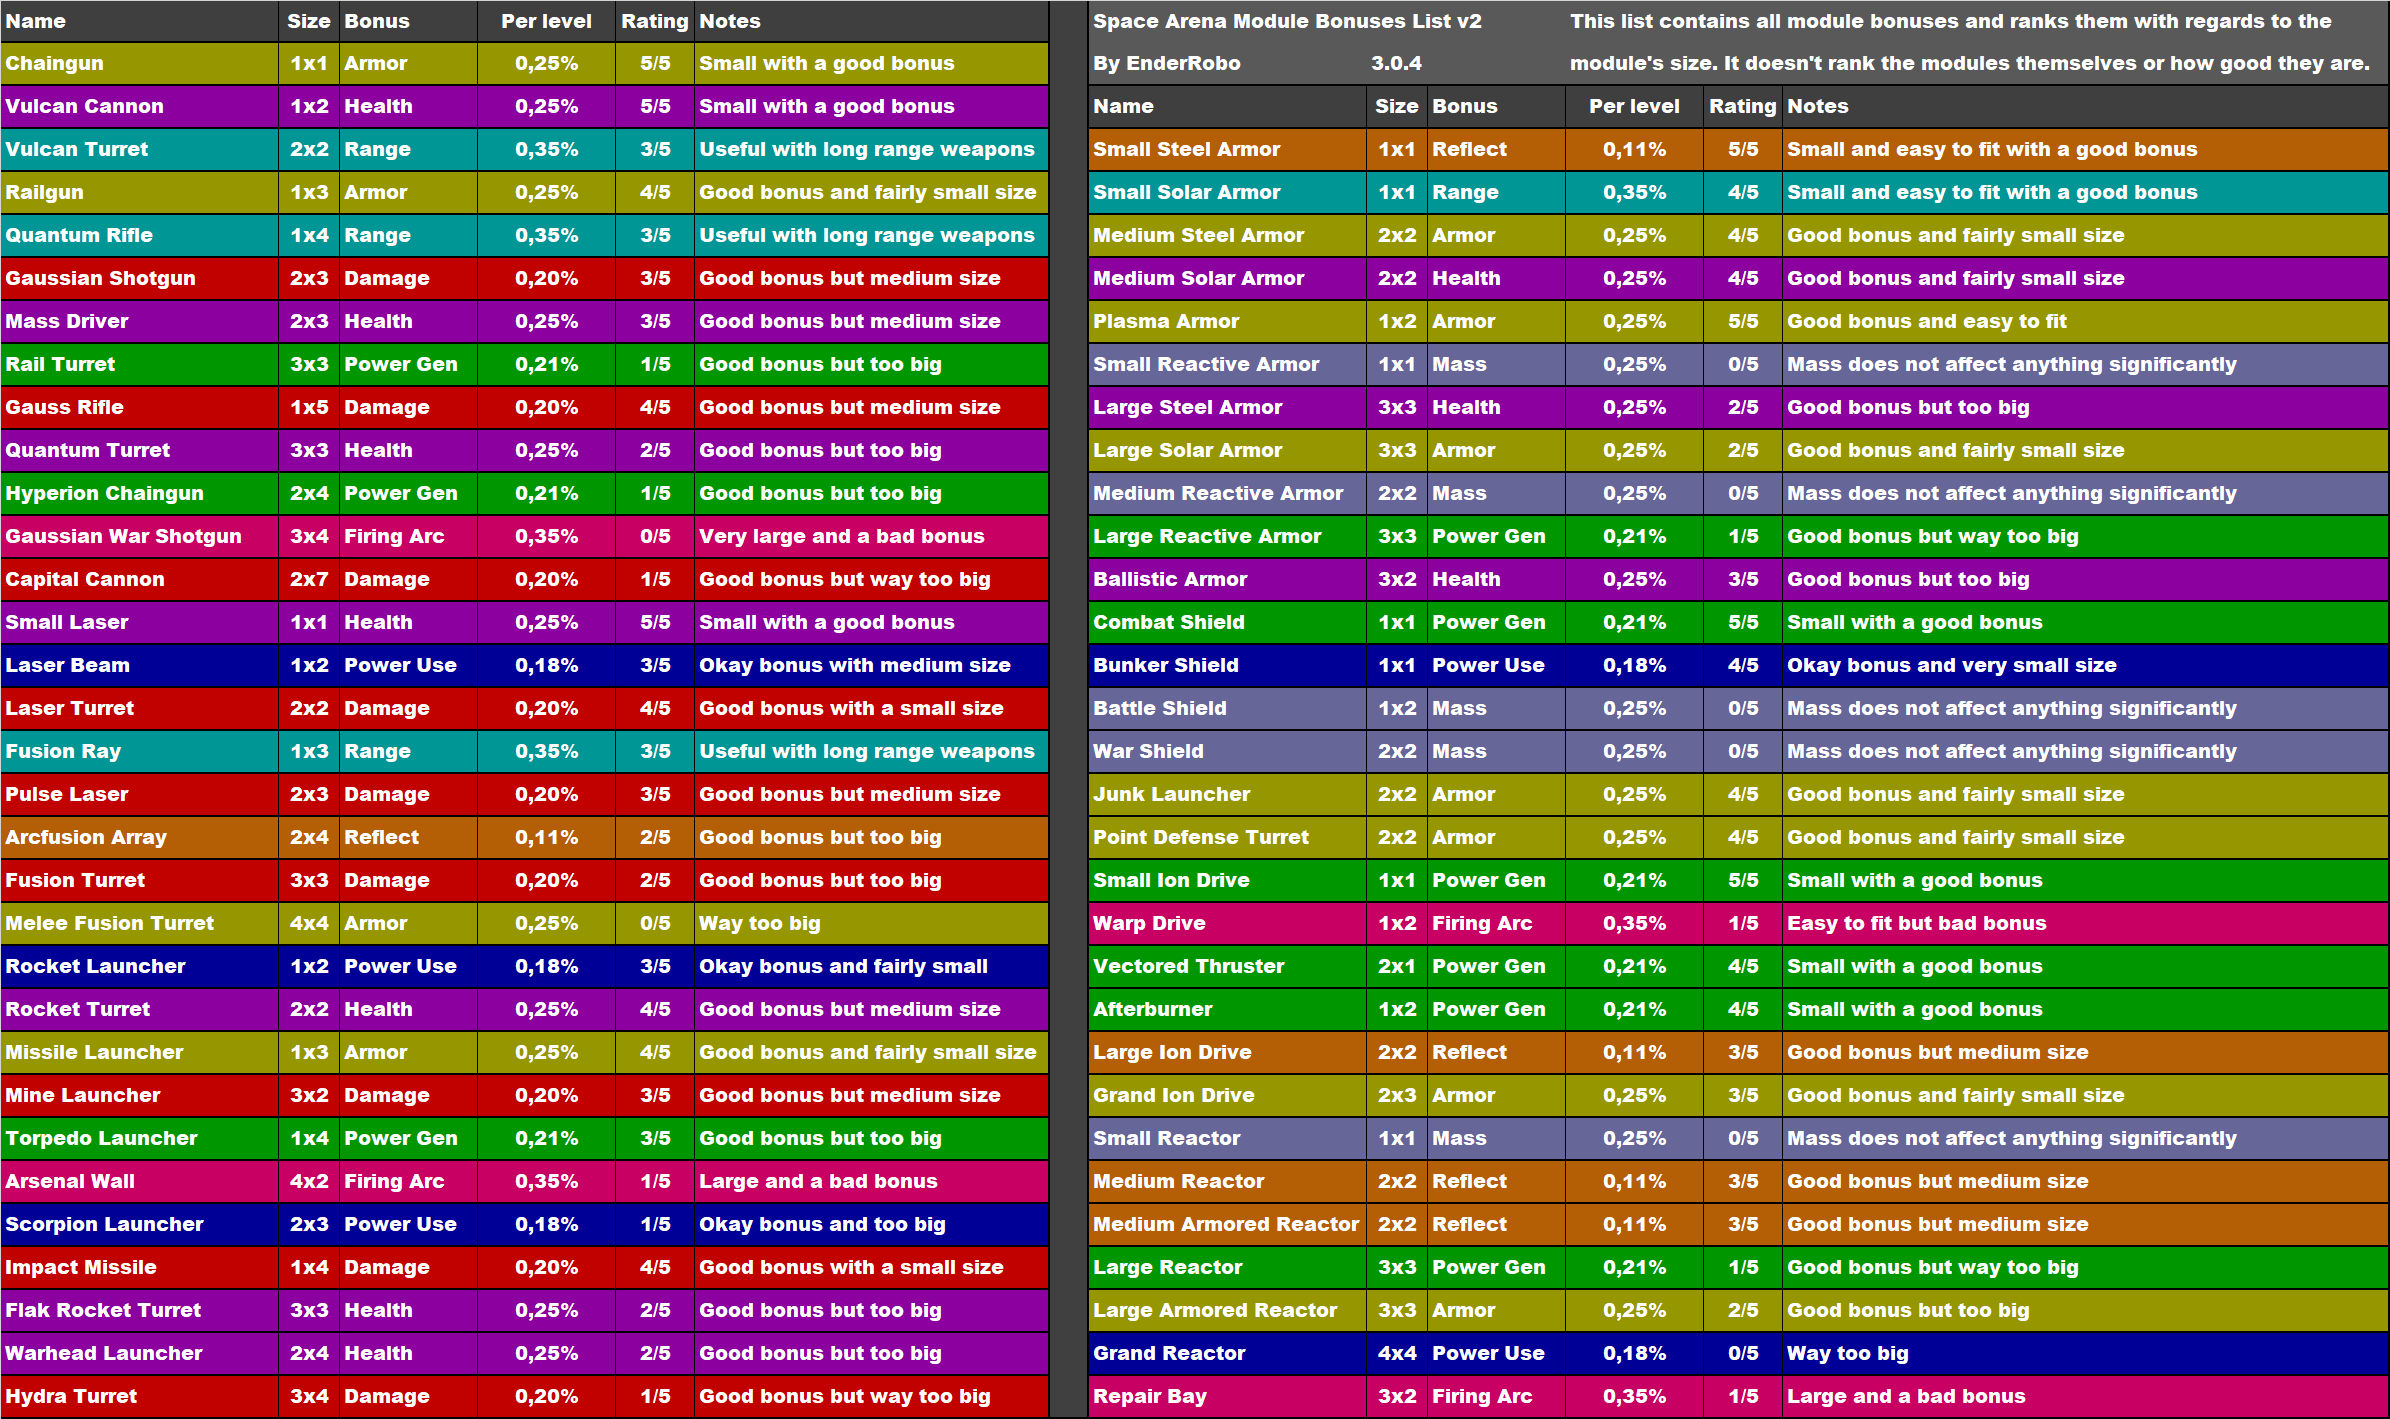 Name Size Bonus Per level Rating Notes
Chaingun 1x1 Armor 0,25% 5/5 Small with a good bonus
Vulcan Cannon 1x2 Health 0,25% 5/5 Small with a good bonus
Vulcan Turret 2x2 Range 0,35% 3/5 Useful with long range weapons
Railgun 1x3 Armor 0,25% 4/5 Good bonus and fairly small size
Quantum Rifle 1x4 Range 0,35% 3/5 Useful with long range weapons
Gaussian Shotgun 2x3 Damage 0,20% 3/5 Good bonus but medium size
Mass Driver 2x3 Health 0,25% 3/5 Good bonus but medium size
Rail Turret 3x3 Power Gen 0,21% 1/5 Good bonus but too big
Gauss Rifle 1x5 Damage 0,20% 4/5 Good bonus but medium size
Quantum Turret 3x3 Health 0,25% 2/5 Good bonus but too big
Hyperion Chaingun 2x4 Power Gen 0,21% 1/5 Good bonus but too big
Gaussian War Shotgun 3x4 Firing Arc 0,35% 0/5 Very large and a bad bonus
Capital Cannon 2x7 Damage 0,20% 1/5 Good bonus but way too big
Small Laser 1x1 Health 0,25% 5/5 Small with a good bonus
Laser Beam 1x2 Power Use 0,18% 3/5 Okay bonus with medium size
Laser Turret 2x2 Damage 0,20% 4/5 Good bonus with a small size
Fusion Ray 1x3 Range 0,35% 3/5 Useful with long range weapons
Pulse Laser 2x3 Damage 0,20% 3/5 Good bonus but medium size
Arcfusion Array 2x4 Reflect 0,11% 2/5 Good bonus but too big
Fusion Turret 3x3 Damage 0,20% 2/5 Good bonus but too big
Melee Fusion Turret 4x4 Armor 0,25% 0/5 Way too big
Rocket Launcher 1x2 Power Use 0,18% 3/5 Okay bonus and fairly small
Rocket Turret 2x2 Health 0,25% 4/5 Good bonus but medium size
Missile Launcher 1x3 Armor 0,25% 4/5 Good bonus and fairly small size
Mine Launcher 3x2 Damage 0,20% 3/5 Good bonus but medium size
Torpedo Launcher 1x4 Power Gen 0,21% 3/5 Good bonus but too big
Arsenal Wall 4x2 Firing Arc 0,35% 1/5 Large and a bad bonus
Scorpion Launcher 2x3 Power Use 0,18% 1/5 Okay bonus and too big
Impact Missile 1x4 Damage 0,20% 4/5 Good bonus with a small size
Flak Rocket Turret 3x3 Health 0,25% 2/5 Good bonus but too big
Warhead Launcher 2x4 Health 0,25% 2/5 Good bonus but too big
Hydra Turret 3x4 Damage 0,20% 1/5 Good bonus but way too big
Space Arena Module Bonuses List v2 This list contains all module bonuses and ranks them with regards to the
By EnderRobo 3.0.4 module's size. It doesn't rank the modules themselves or how good they are.
Name Size Bonus Per level Rating Notes
Small Steel Armor 1x1 Reflect 0,11% 5/5 Small and easy to fit with a good bonus
Small Solar Armor 1x1 Range 0,35% 4/5 Small and easy to fit with a good bonus
Medium Steel Armor 2x2 Armor 0,25% 4/5 Good bonus and fairly small size
Medium Solar Armor 2x2 Health 0,25% 4/5 Good bonus and fairly small size
Plasma Armor 1x2 Armor 0,25% 5/5 Good bonus and easy to fit
Small Reactive Armor 1x1 Mass 0,25% 0/5 Mass does not affect anything significantly
Large Steel Armor 3x3 Health 0,25% 2/5 Good bonus but too big
Large Solar Armor 3x3 Armor 0,25% 2/5 Good bonus and fairly small size
Medium Reactive Armor 2x2 Mass 0,25% 0/5 Mass does not affect anything significantly
Large Reactive Armor 3x3 Power Gen 0,21% 1/5 Good bonus but way too big
Ballistic Armor 3x2 Health 0,25% 3/5 Good bonus but too big
Combat Shield 1x1 Power Gen 0,21% 5/5 Small with a good bonus
Bunker Shield 1x1 Power Use 0,18% 4/5 Okay bonus and very small size
Battle Shield 1x2 Mass 0,25% 0/5 Mass does not affect anything significantly
War Shield 2x2 Mass 0,25% 0/5 Mass does not affect anything significantly
Junk Launcher 2x2 Armor 0,25% 4/5 Good bonus and fairly small size
Point Defense Turret 2x2 Armor 0,25% 4/5 Good bonus and fairly small size
Small Ion Drive 1x1 Power Gen 0,21% 5/5 Small with a good bonus
Warp Drive 1x2 Firing Arc 0,35% 1/5 Easy to fit but bad bonus
Vectored Thruster 2x1 Power Gen 0,21% 4/5 Small with a good bonus
Afterburner 1x2 Power Gen 0,21% 4/5 Small with a good bonus
Large Ion Drive 2x2 Reflect 0,11% 3/5 Good bonus but medium size
Grand Ion Drive 2x3 Armor 0,25% 3/5 Good bonus and fairly small size
Small Reactor 1x1 Mass 0,25% 0/5 Mass does not affect anything significantly
Medium Reactor 2x2 Reflect 0,11% 3/5 Good bonus but medium size
Medium Armored Reactor 2x2 Reflect 0,11% 3/5 Good bonus but medium size
Large Reactor 3x3 Power Gen 0,21% 1/5 Good bonus but way too big
Large Armored Reactor 3x3 Armor 0,25% 2/5 Good bonus but too big
Grand Reactor 4x4 Power Use 0,18% 0/5 Way too big
Repair Bay 3x2 Firing Arc 0,35% 1/5 Large and a bad bonus